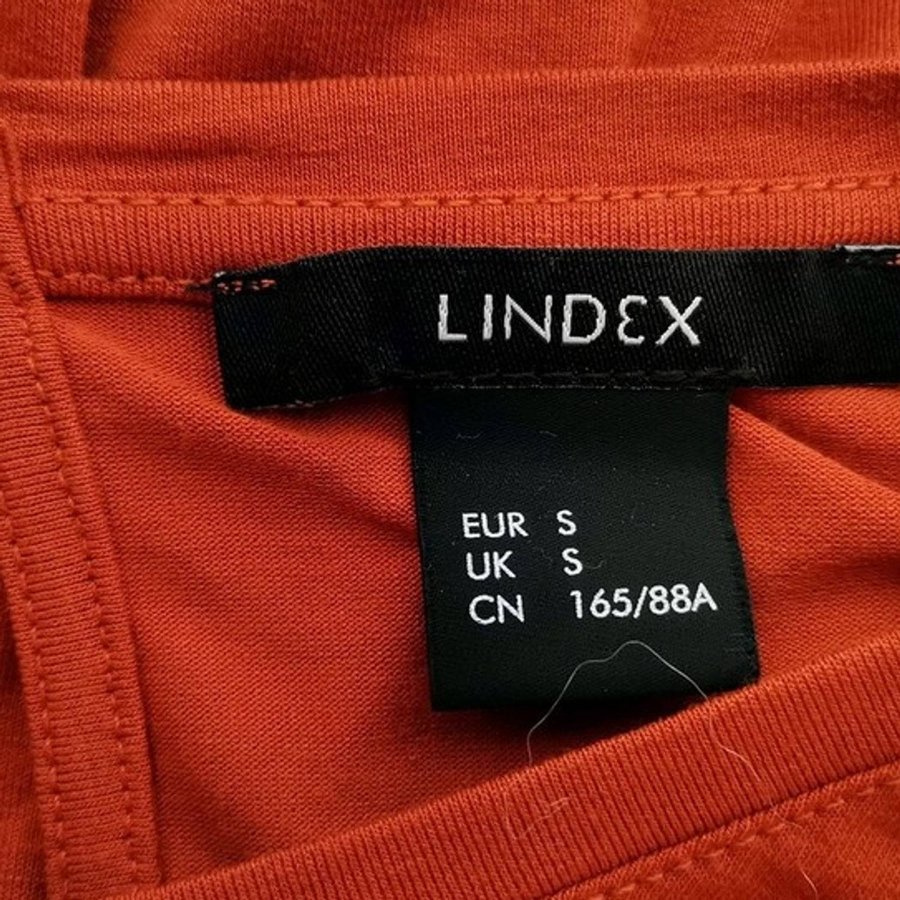 LINDEX
EUR S
UK S
CN 165/88A